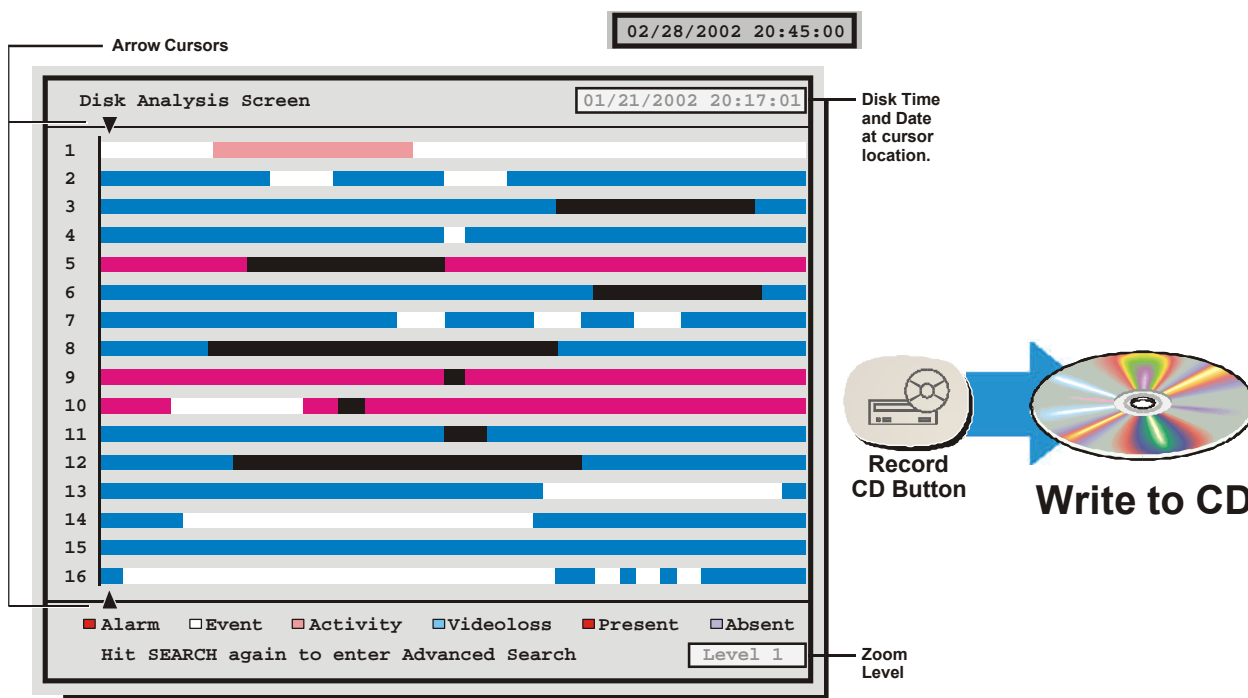 02/28/2002 20:45:00
Arrow Cursors
Disk Analysis Screen
01/21/2002 20:17:01
Disk Time
and Date
at cursor
location.
1
2
3
4
5
6
7
8
9
10
11
12
13
14
15
16
Record
CD Button
Write to CD
Alarm Event Activity Videoloss Present Absent
Hit SEARCH again to enter Advanced Search
Level 1
Zoom
Level